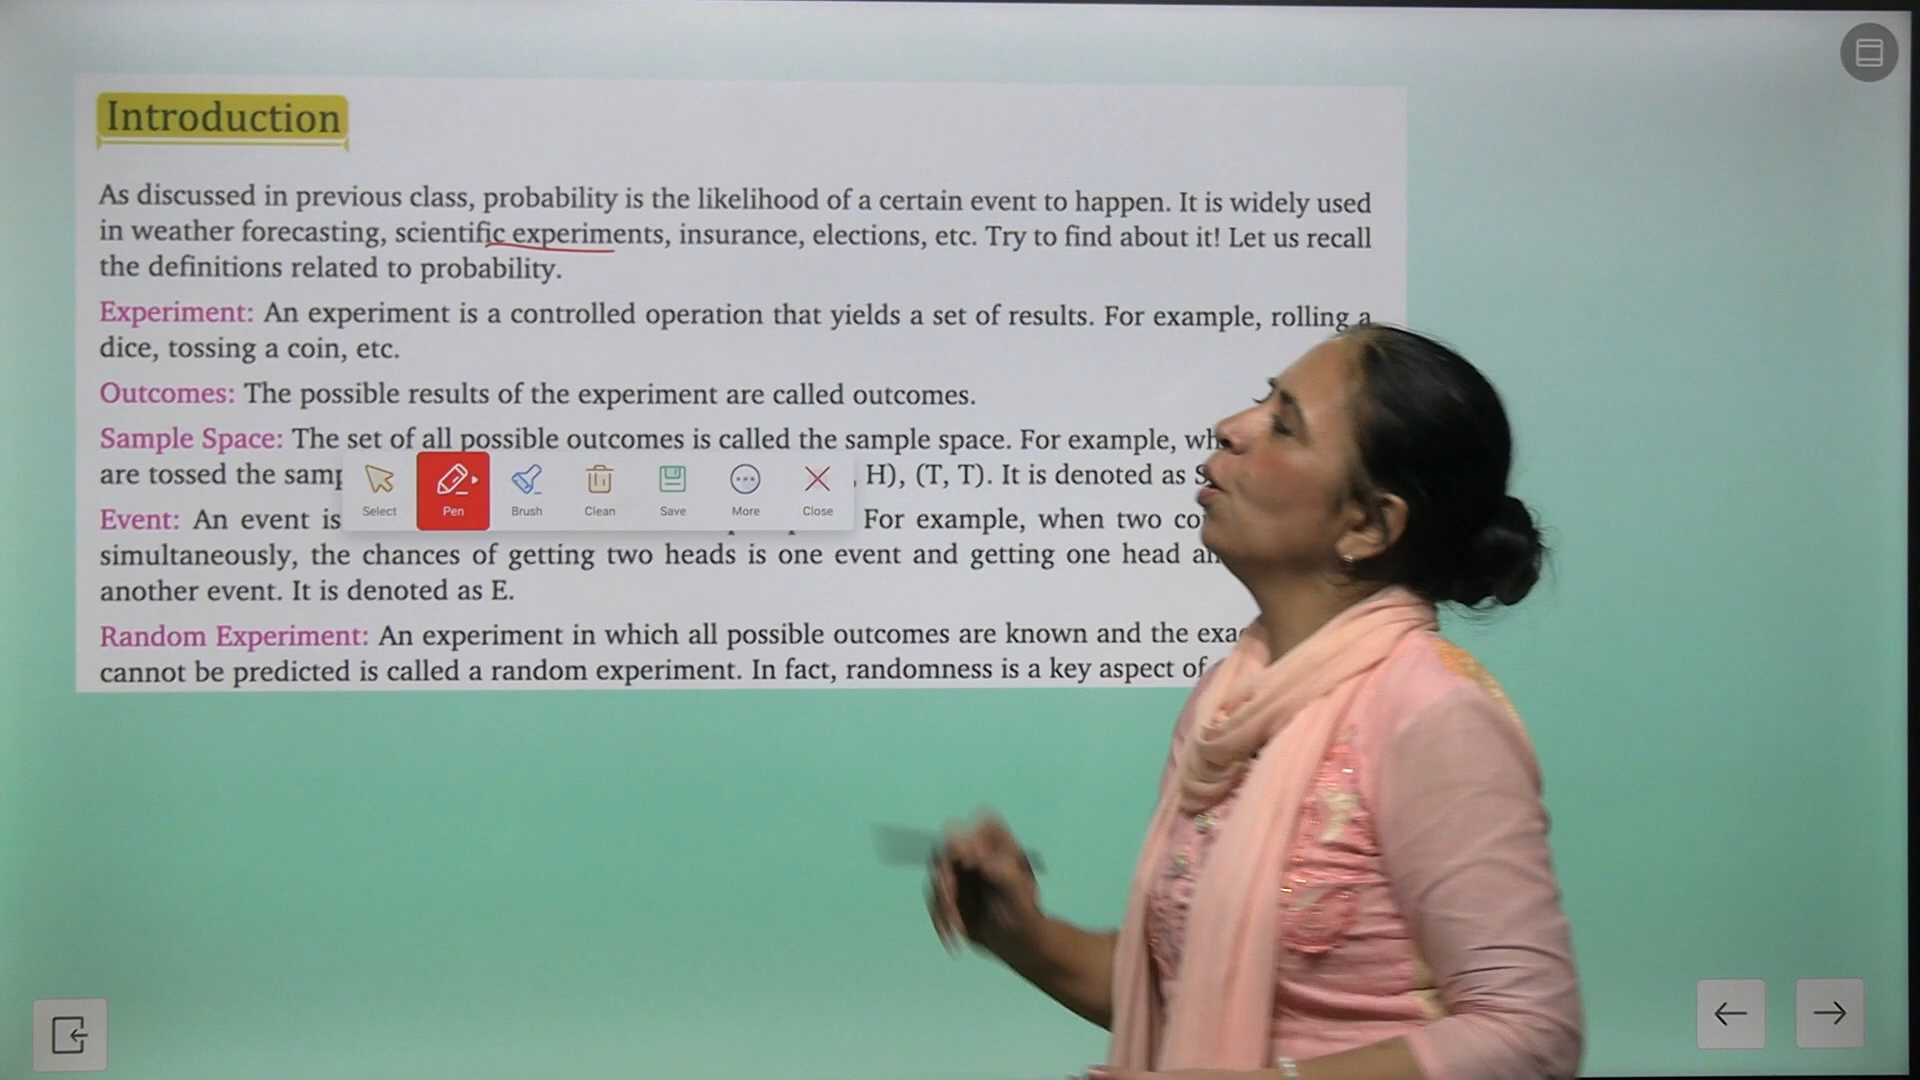 Introduction
As discussed in previous class, probability is the likelihood of a certain event to happen. It is widely used
in weather forecasting, scientific experiments, insurance, elections, etc. Try to find about it! Let us recall
the definitions related to probability.
Experiment: An experiment is a controlled operation that yields a set of results. For example, rolling a
dice, tossing a coin, etc.
Outcomes: The possible results of the experiment are called outcomes.
Sample Space: The set of all possible outcomes is called the sample space. For example,
are tossed the H), (T, T). It is denoted as
Select Pen Brush Clean Save More Close
Event: An event is For example, when two
simultaneously, the chances of getting two heads is one event and getting one head
another event. It is denoted as E.
Random Experiment: An experiment in which all possible outcomes are known and the
cannot be predicted is called a random experiment. In fact, randomness is a key aspect of